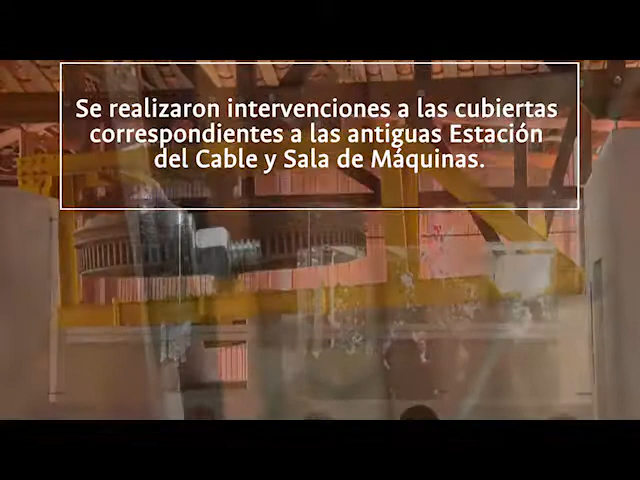 Se realizaron intervenciones a las cubiertas
correspondientes a las antiguas Estación
del Cable y Sala de Máquinas.